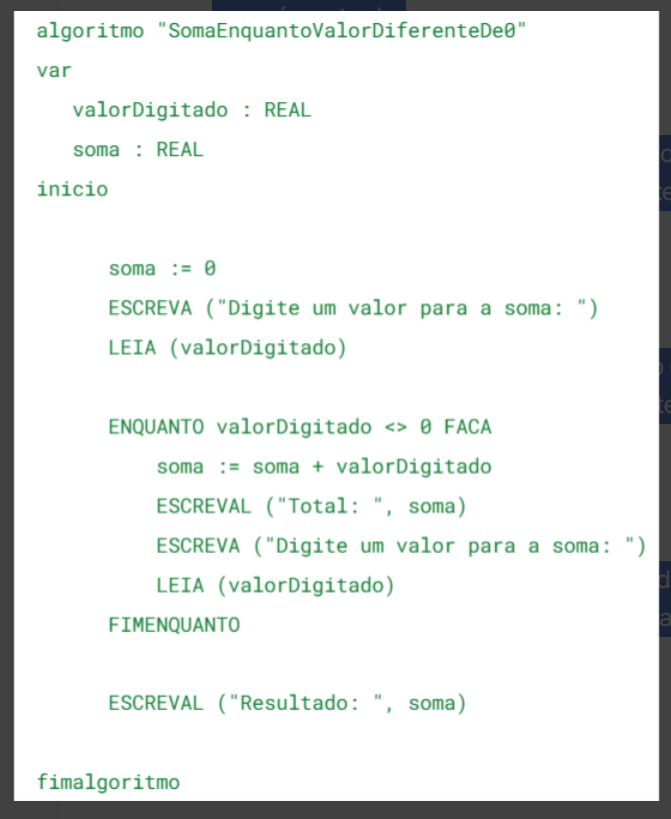 algoritmo "SomaEnquantoValorDiferenteDe0"
var
valorDigitado : REAL
soma : REAL
inicio
soma := 0
ESCREVA ("Digite um valor para a soma: ")
LEIA (valorDigitado)
ENQUANTO valorDigitado <> 0 FACA
soma := soma + valorDigitado
ESCREVAL ("Total: ", soma)
ESCREVA ("Digite um valor para a soma: ")
LEIA (valorDigitado)
FIMENQUANTO
ESCREVAL ("Resultado: ", soma)
fimalgoritmo